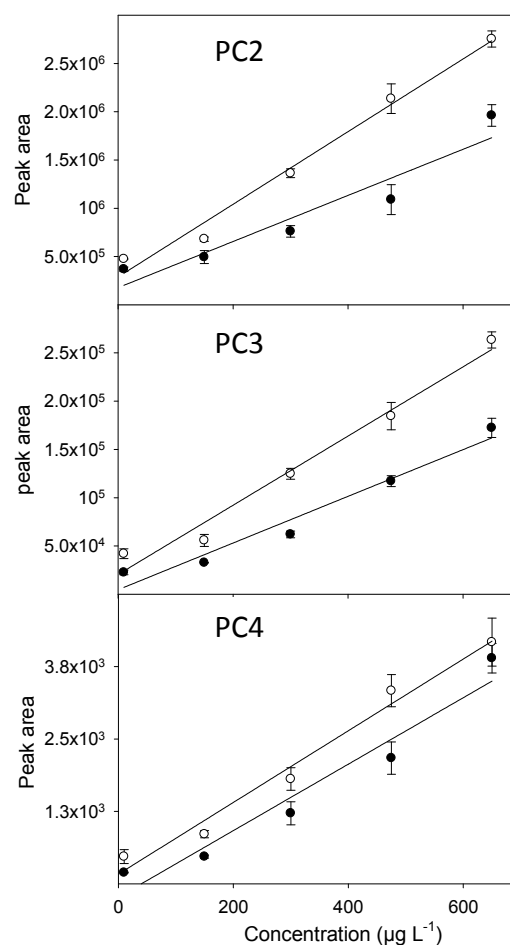 PC2
2.5x10⁶
2.0x10⁶
1.5x10⁶
10⁶
5.0x10⁵
Peak area
PC3
2.5x10⁵
2.0x10⁵
1.5x10⁵
10⁵
5.0x10⁴
peak area
PC4
3.8x10³
2.5x10³
1.3x10³
Peak area
0 200 400 600
Concentration (µg L⁻¹)